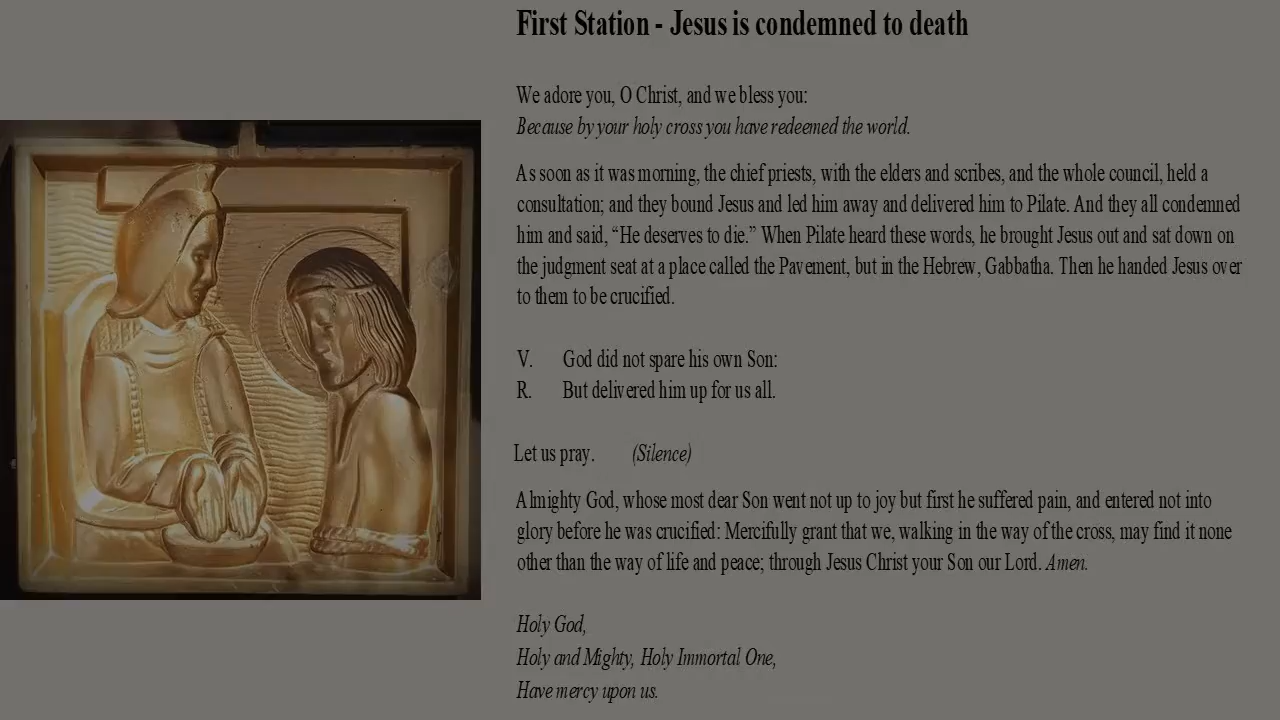 First Station - Jesus is condemned to death
We adore you, O Christ, and we bless you:
Because by your holy cross you have redeemed the world.
As soon as it was morning, the chief priests, with the elders and scribes, and the whole council, held a
consultation; and they bound Jesus and led him away and delivered him to Pilate. And they all condemned
him and said, “He deserves to die.” When Pilate heard these words, he brought Jesus out and sat down on
the judgment seat at a place called the Pavement, but in the Hebrew, Gabbatha. Then he handed Jesus over
to them to be crucified.
V. God did not spare his own Son:
R. But delivered him up for us all.
Let us pray. (Silence)
Almighty God, whose most dear Son went not up to joy but first he suffered pain, and entered not into
glory before he was crucified: Mercifully grant that we, walking in the way of the cross, may find it none
other than the way of life and peace; through Jesus Christ your Son our Lord. Amen.
Holy God,
Holy and Mighty, Holy Immortal One,
Have mercy upon us.